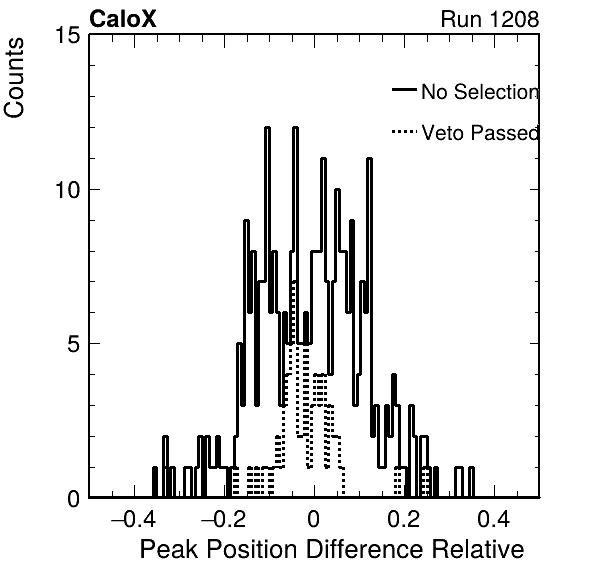 CaloX Run 1208
Counts
15
No Selection
Veto Passed
10
5
0
−0.4 −0.2 0 0.2 0.4
Peak Position Difference Relative